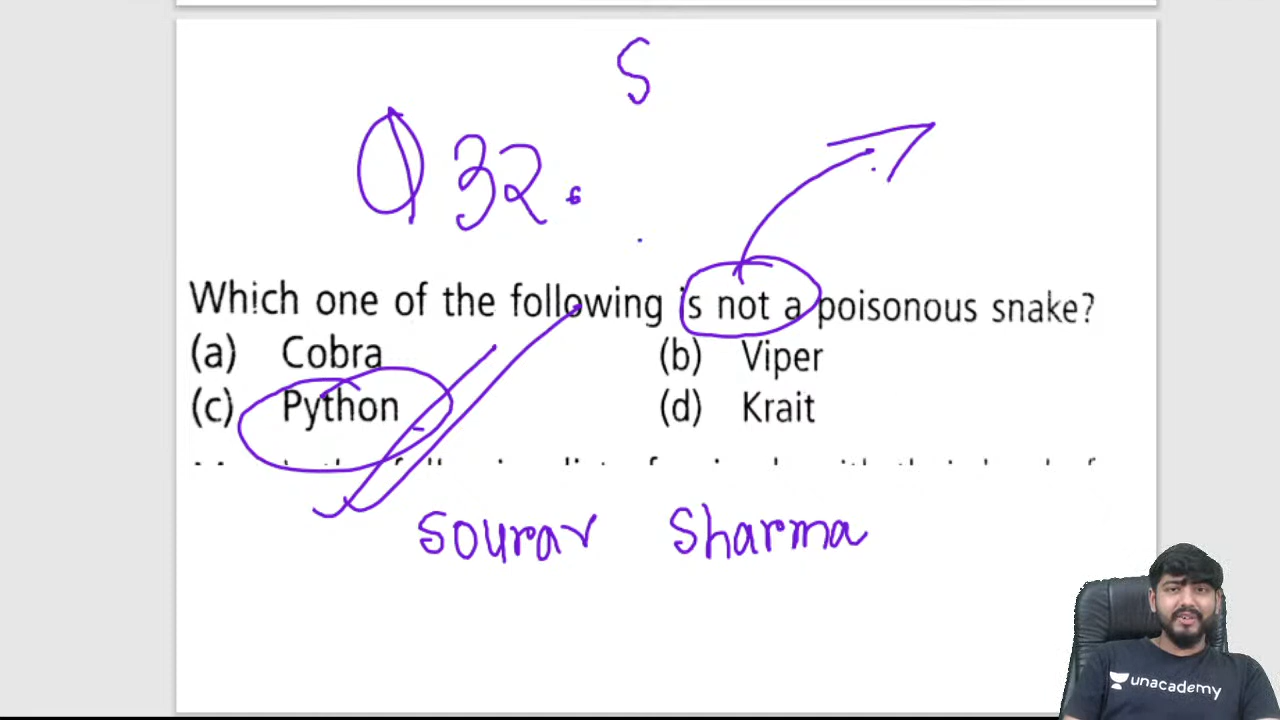 S
Q 32.
Which one of the following is not a poisonous snake?
(a) Cobra (b) Viper
(c) Python (d) Krait
Sourav Sharma
unacademy